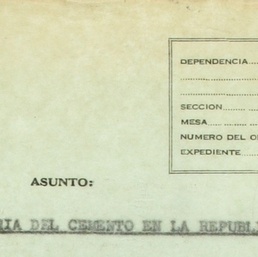 DEPENDENCIA
SECCION
MESA
NUMERO DEL
EXPEDIENTE
ASUNTO:
DEL CEMENTO EN LA